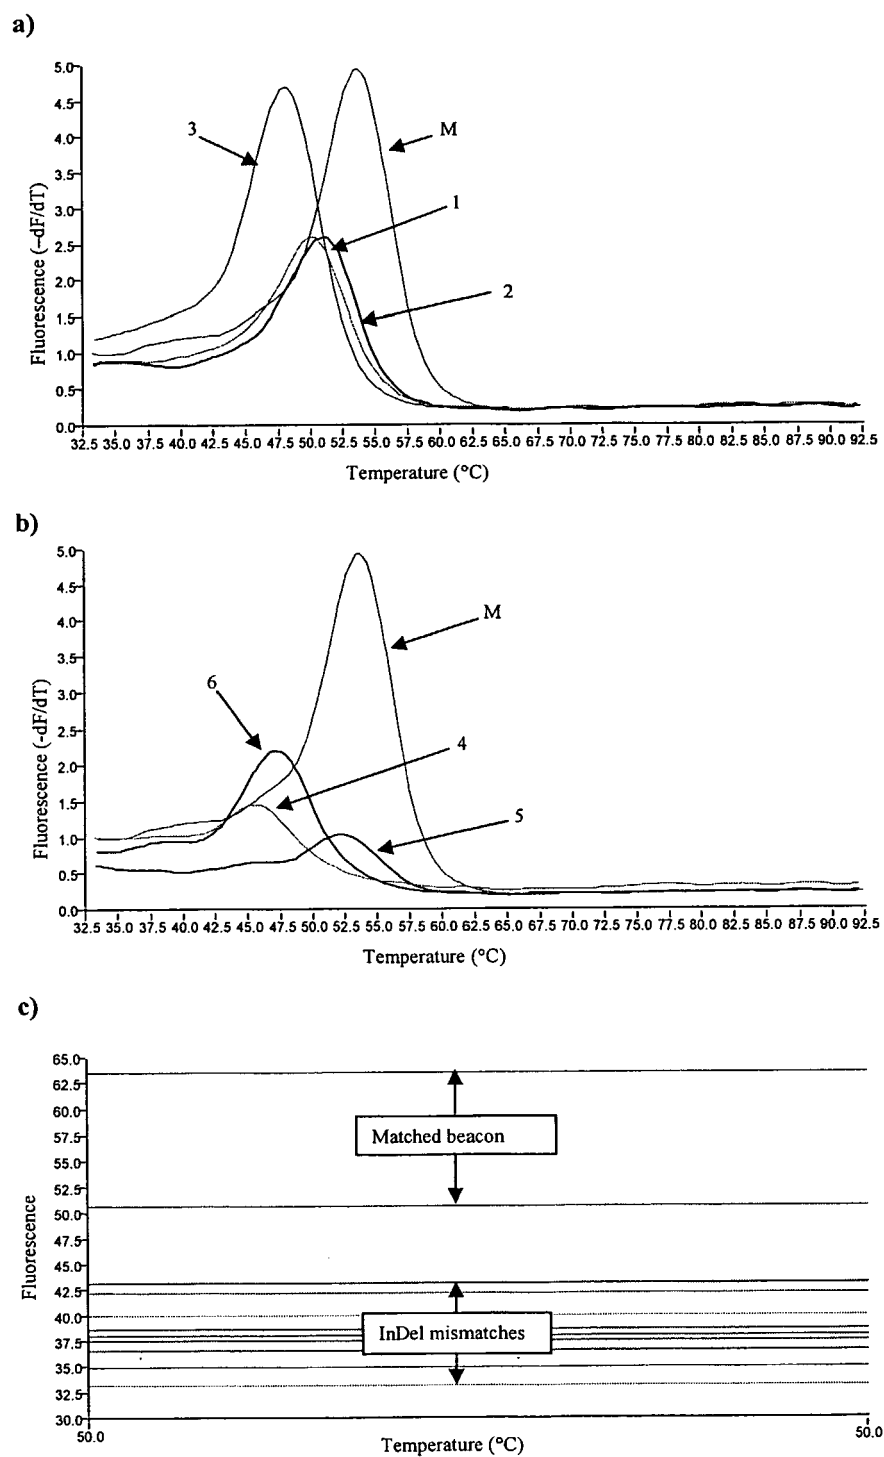 a)
5.0
4.5
4.0
3.5
3.0
2.5
2.0
1.5
1.0
0.5
0.0
Fluorescence (–dF/dT)
3
M
1
2
32.5 35.0 37.5 40.0 42.5 45.0 47.5 50.0 52.5 55.0 57.5 60.0 62.5 65.0 67.5 70.0 72.5 75.0 77.5 80.0 82.5 85.0 87.5 90.0 92.5
Temperature (°C)
b)
5.0
4.5
4.0
3.5
3.0
2.5
2.0
1.5
1.0
0.5
0.0
Fluorescence (-dF/dT)
M
6
4
5
32.5 35.0 37.5 40.0 42.5 45.0 47.5 50.0 52.5 55.0 57.5 60.0 62.5 65.0 67.5 70.0 72.5 75.0 77.5 80.0 82.5 85.0 87.5 90.0 92.5
Temperature (°C)
c)
65.0
62.5
60.0
57.5
55.0
52.5
50.0
47.5
45.0
42.5
40.0
37.5
35.0
32.5
30.0
Fluorescence
Matched beacon
InDel mismatches
50.0 50.0
Temperature (°C)